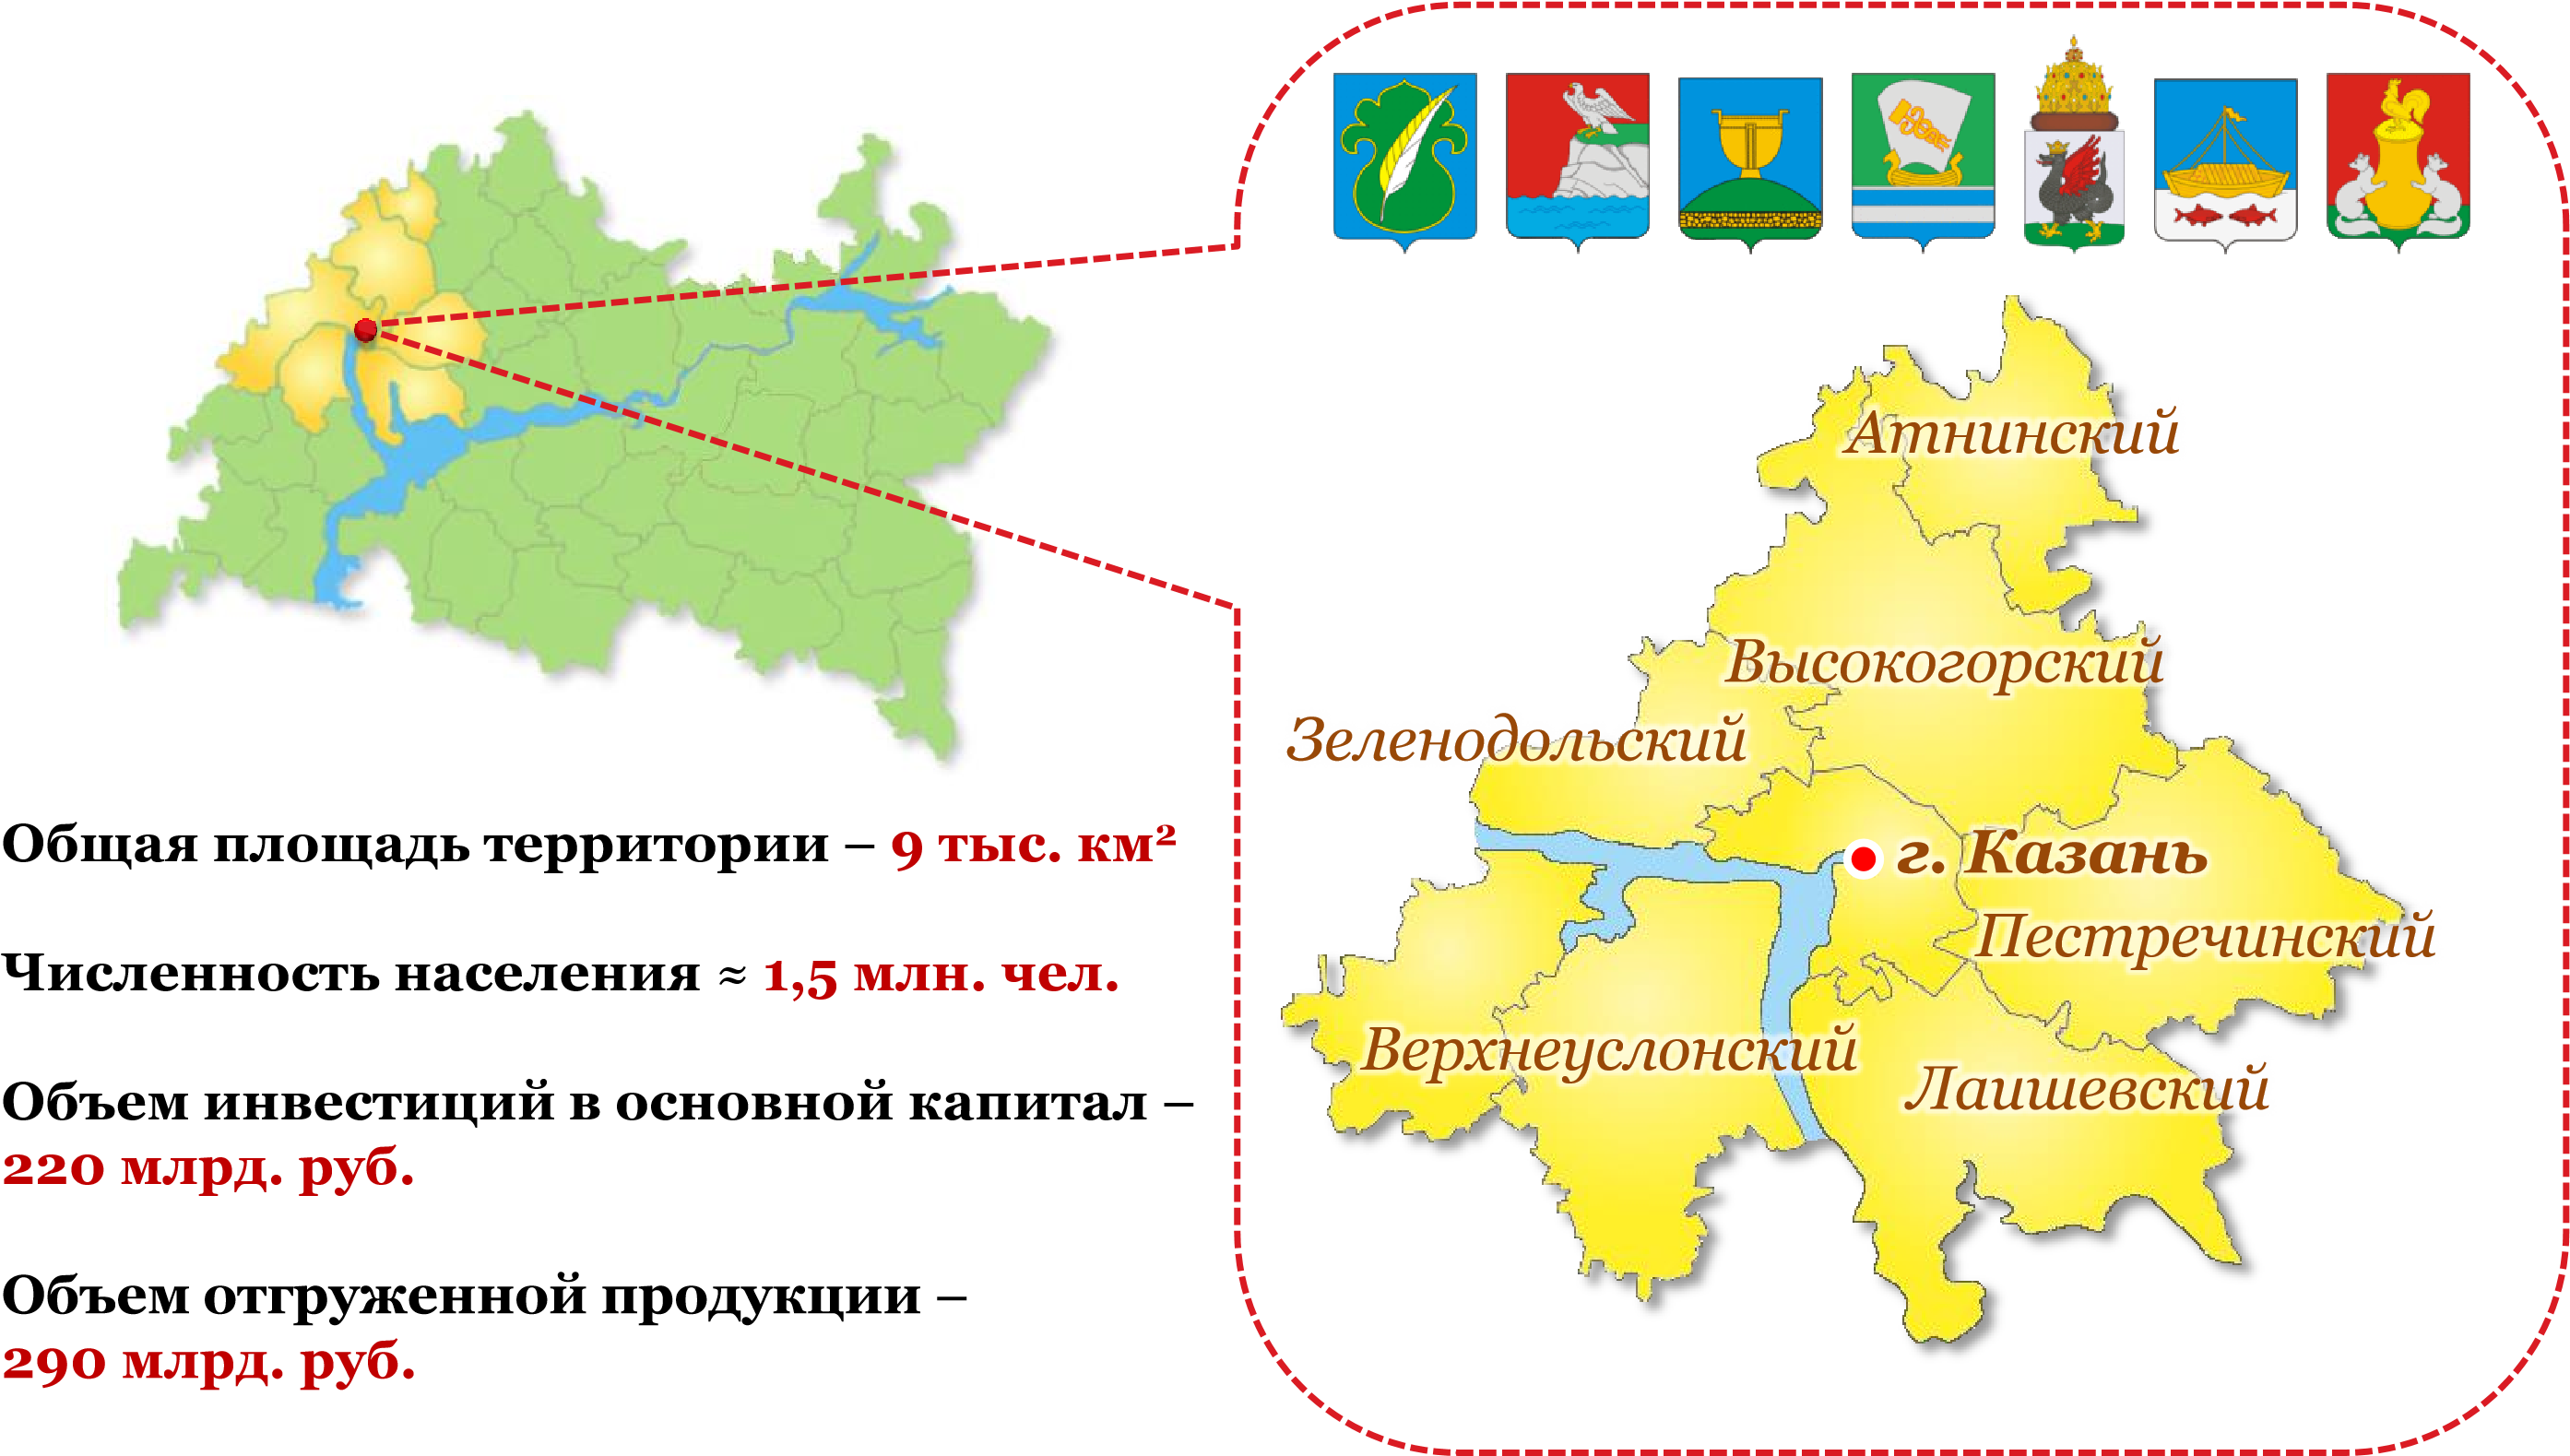 Атнинский
Высокогорский
Зеленодольский
г. Казань
Пестречинский
Верхнеуслонский
Лаишевский
Общая площадь территории – 9 тыс. км²
Численность населения ≈ 1,5 млн. чел.
Объем инвестиций в основной капитал –
220 млрд. руб.
Объем отгруженной продукции –
290 млрд. руб.